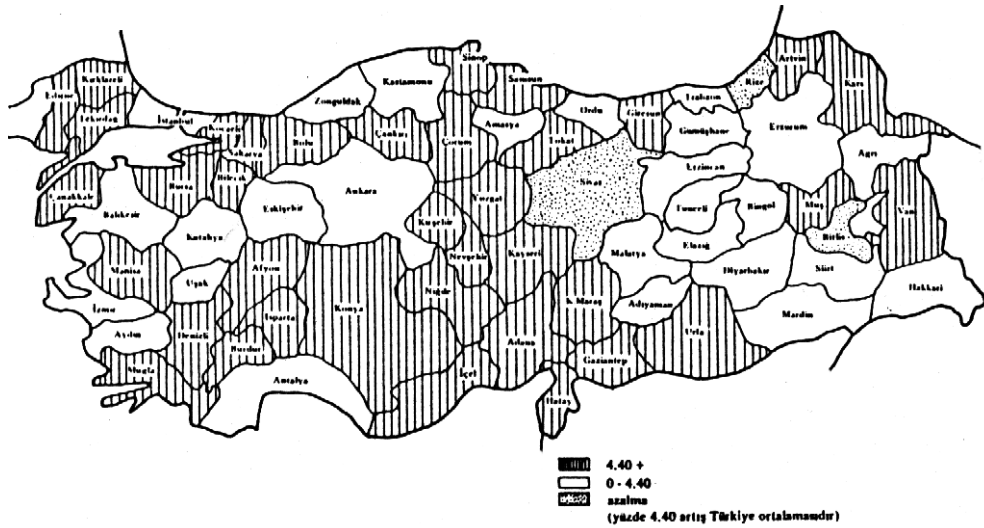 Kırklareli
Edirne
Tekirdağ
İstanbul
Kocaeli
Sakarya
Bolu
Zonguldak
Kastamonu
Sinop
Samsun
Çankırı
Çorum
Amasya
Ordu
Tokat
Giresun
Trabzon
Gümüşhane
Rize
Artvin
Kars
Erzurum
Ağrı
Çanakkale
Bursa
Bilecik
Balıkesir
Kütahya
Eskişehir
Ankara
Kırşehir
Yozgat
Sivas
Erzincan
Tunceli
Bingöl
Muş
Bitlis
Van
Manisa
Uşak
Afyon
Nevşehir
Kayseri
Malatya
Elazığ
Diyarbakır
Siirt
Hakkari
İzmir
Aydın
Denizli
Isparta
Burdur
Konya
Niğde
Adana
K. Maraş
Adıyaman
Urfa
Mardin
Muğla
Antalya
İçel
Gaziantep
Hatay
4.40 +
0 - 4.40
azalma
(yüzde 4.40 artış Türkiye ortalamasıdır)